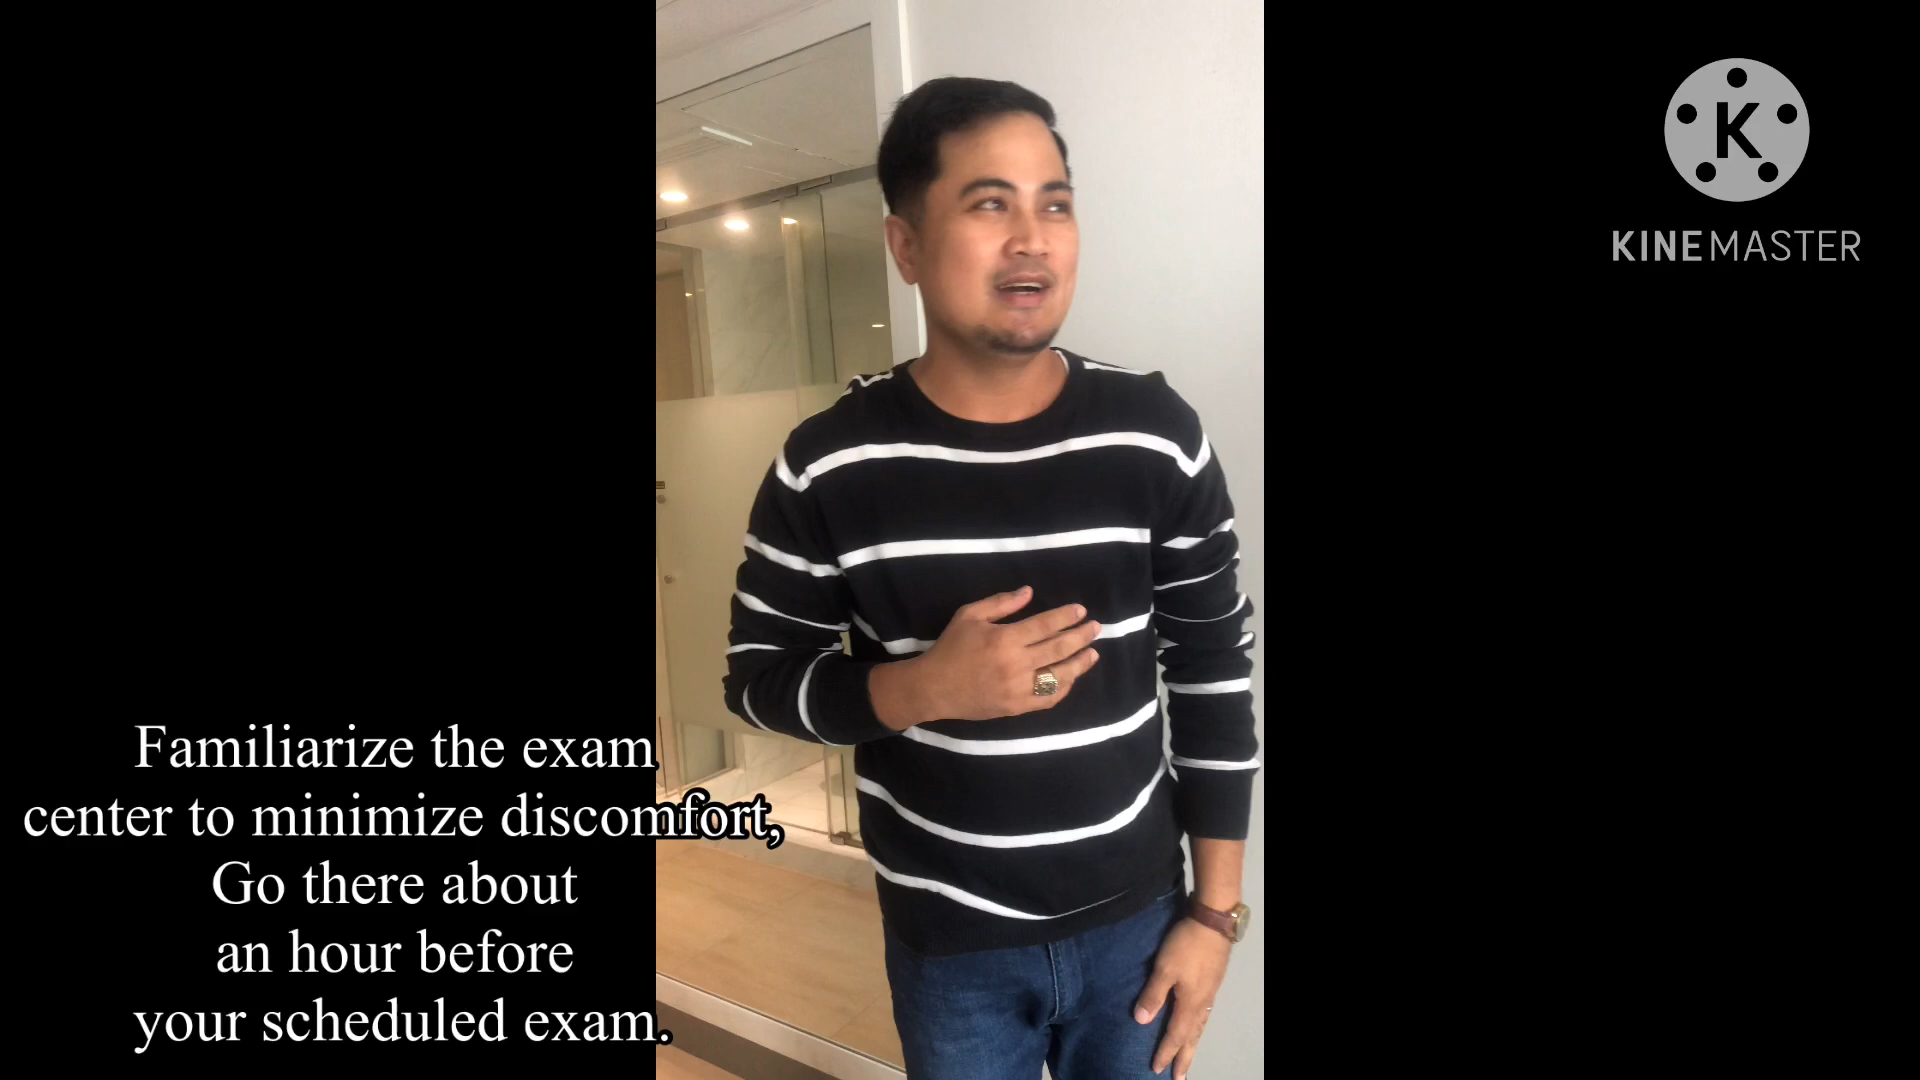 K
KINEMASTER
Familiarize the exam
center to minimize discomfort,
Go there about
an hour before
your scheduled exam.